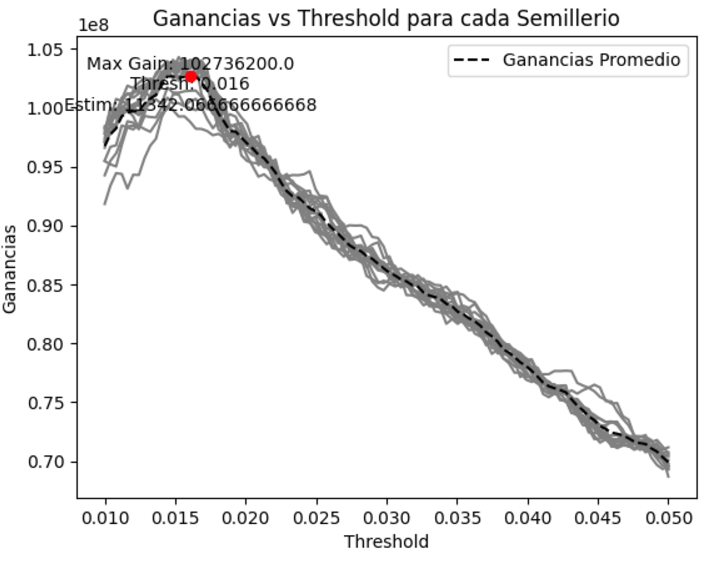 Ganancias vs Threshold para cada Semillerio
1e8
Ganancias Promedio
Max Gain: 102736200.0
Thresh: 0.016
Estim: 11342.066666666668
1.05
1.00
0.95
0.90
0.85
0.80
0.75
0.70
Ganancias
0.010 0.015 0.020 0.025 0.030 0.035 0.040 0.045 0.050
Threshold